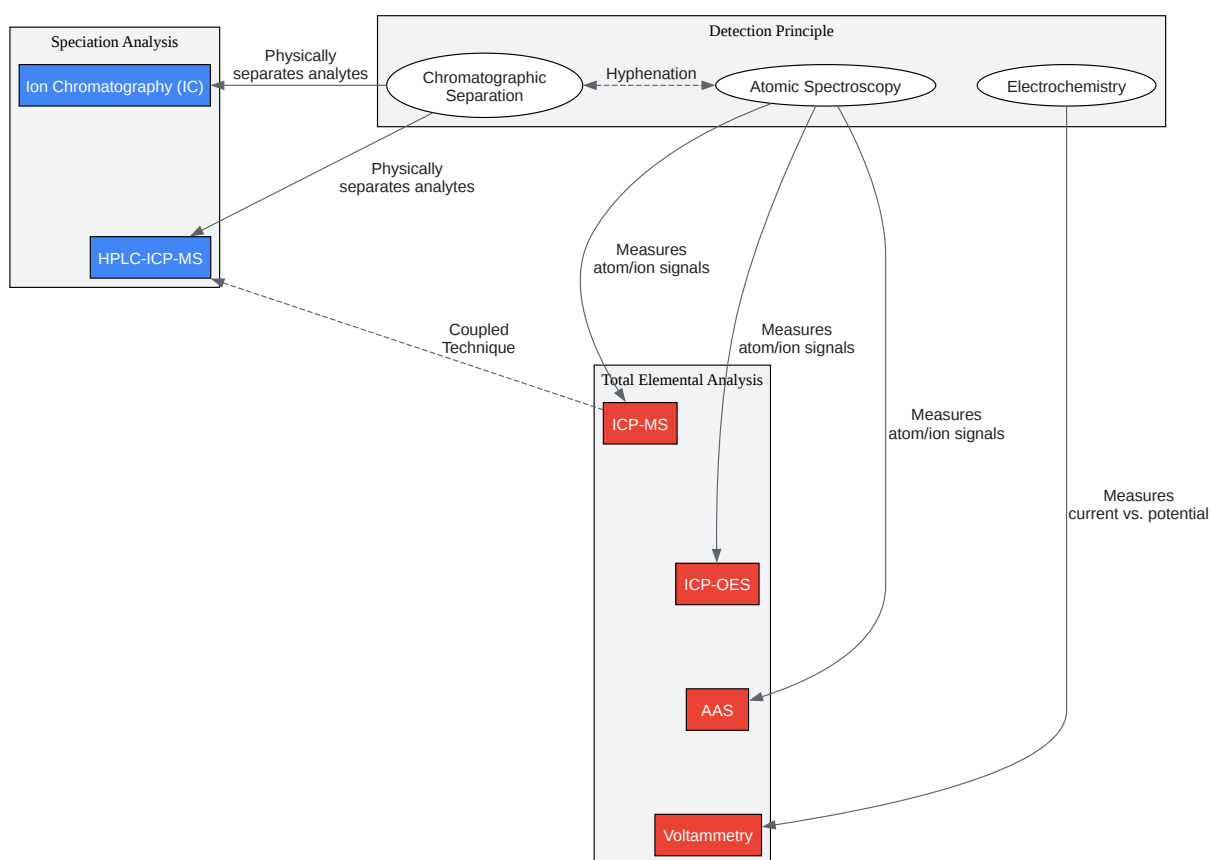 Speciation Analysis
Detection Principle
Ion Chromatography (IC)
Physically
separates analytes
Chromatographic
Separation
Hyphenation
Atomic Spectroscopy
Electrochemistry
Physically
separates analytes
HPLC-ICP-MS
Measures
atom/ion signals
Coupled
Technique
Measures
atom/ion signals
Total Elemental Analysis
ICP-MS
Measures
atom/ion signals
Measures
current vs. potential
ICP-OES
AAS
Voltammetry